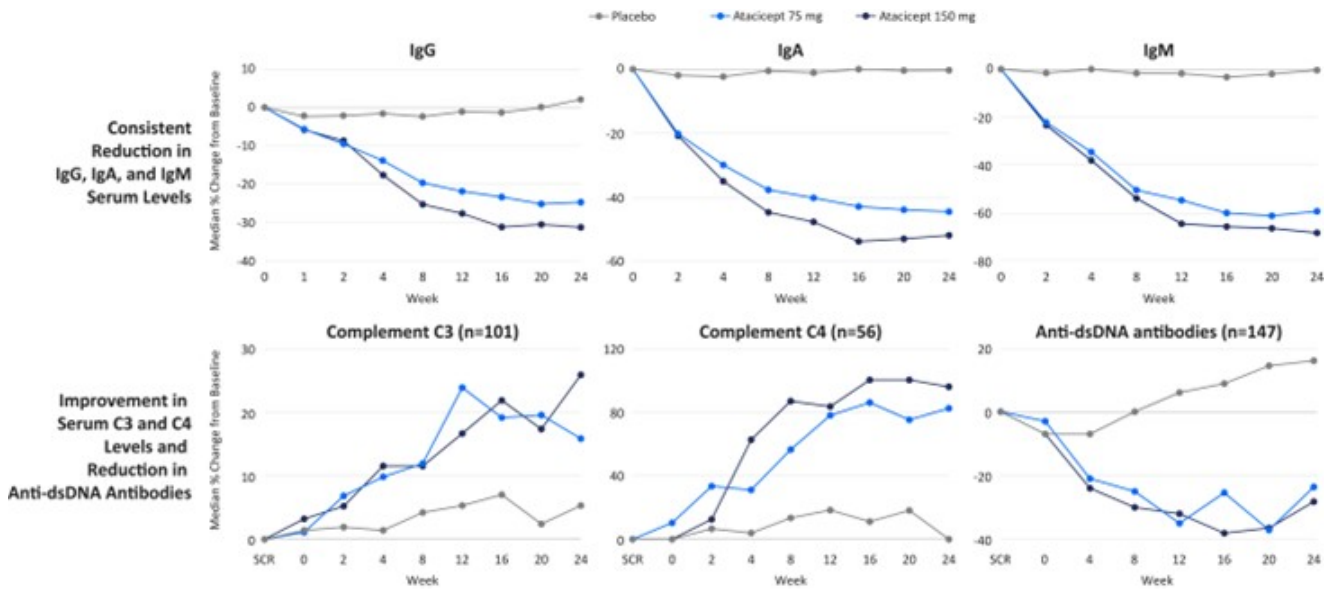 Placebo Atacicept 75 mg Atacicept 150 mg
IgG IgA IgM
Consistent
Reduction in
IgG, IgA, and IgM
Serum Levels
Median % Change from Baseline
10
0
-10
-20
-30
-40
0 1 2 4 8 12 16 20 24
Week
0
-20
-40
-60
0 2 4 8 12 16 20 24
Week
0
-20
-40
-60
-80
0 2 4 8 12 16 20 24
Week
Complement C3 (n=101) Complement C4 (n=56) Anti-dsDNA antibodies (n=147)
Improvement in
Serum C3 and C4
Levels and
Reduction in
Anti-dsDNA Antibodies
Median % Change from Baseline
30
20
10
0
SCR 0 2 4 8 12 16 20 24
Week
120
80
40
0
SCR 0 2 4 8 12 16 20 24
Week
20
0
-20
-40
SCR 0 4 8 12 16 20 24
Week